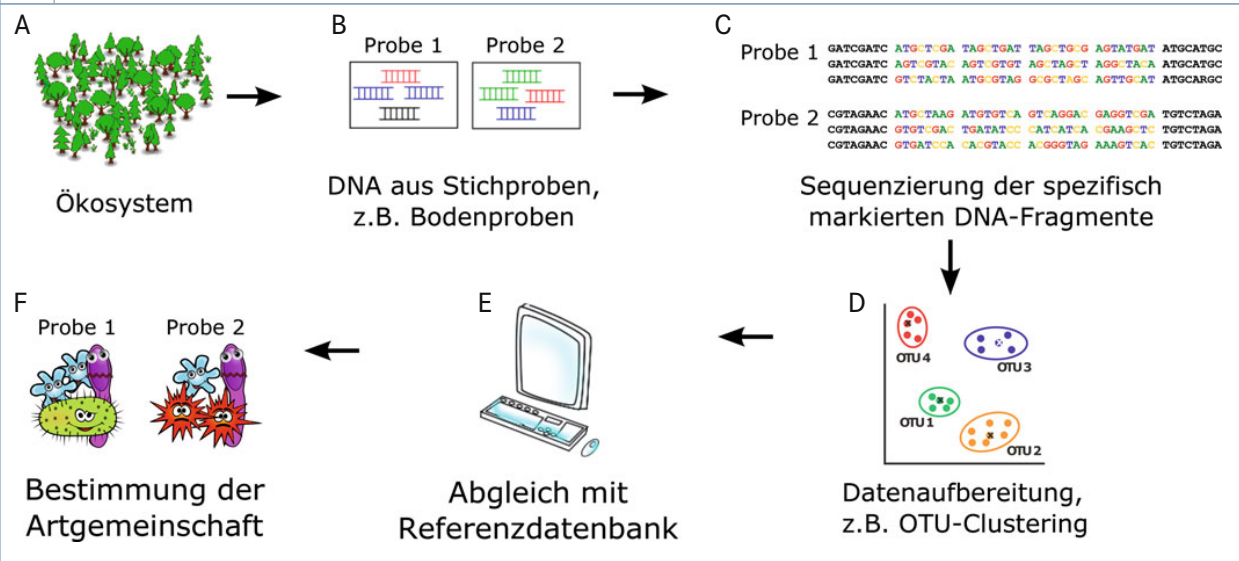 A
Ökosystem
B
Probe 1 Probe 2
DNA aus Stichproben,
z.B. Bodenproben
C
Probe 1 GATCGATC ATGCTCGA TAGCTGAT TAGCTGCG AGTATGAT ATGCATGC
GATCGATC AGTCGTAC AGTCGTGT AGCTAGCT AGGCTACA ATGCATGC
GATCGATC GTCTACTA ATGCGTAG GCGCTAGC AGTTGCAT ATGCARGC
Probe 2 CGTAGAAC ATGCTAAG ATGTGTCA GTCAGGAC GAGGTCGA TGTCTAGA
CGTAGAAC GTGTCGAC TGATATCC CATCATCA CGAAGCTC TGTCTAGA
CGTAGAAC GTGATCCA CACGTACC ACGGGTAG AAAGTCAC TGTCTAGA
Sequenzierung der spezifisch
markierten DNA-Fragmente
D
OTU 4
OTU 3
OTU 1
OTU 2
Datenaufbereitung,
z.B. OTU-Clustering
E
Abgleich mit
Referenzdatenbank
F
Probe 1 Probe 2
Bestimmung der
Artgemeinschaft